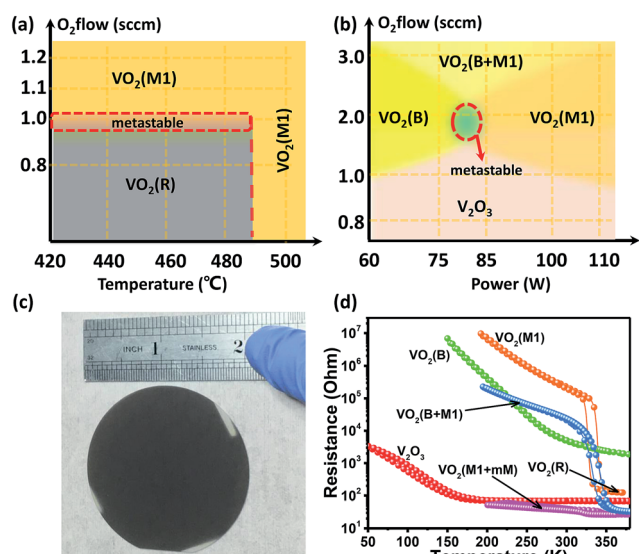 (a)
O₂flow (sccm)
1.2
1.1
1.0
0.8
VO₂(M1)
metastable
VO₂(R)
VO₂(M1)
420 440 460 480 500
Temperature (℃)
(b)
O₂flow (sccm)
3.0
2.0
1.0
0.8
VO₂(B+M1)
VO₂(B)
VO₂(M1)
metastable
V₂O₃
60 75 85 100 115
Power (W)
(c)
INCH 1 STAINLESS 2
(d)
Resistance (Ohm)
10⁷
10⁶
10⁵
10⁴
10³
10²
10¹
VO₂(M1)
VO₂(B)
VO₂(B+M1)
V₂O₃
VO₂(M1+mM)
VO₂(R)
50 100 150 200 250 300 350
Temperature (K)